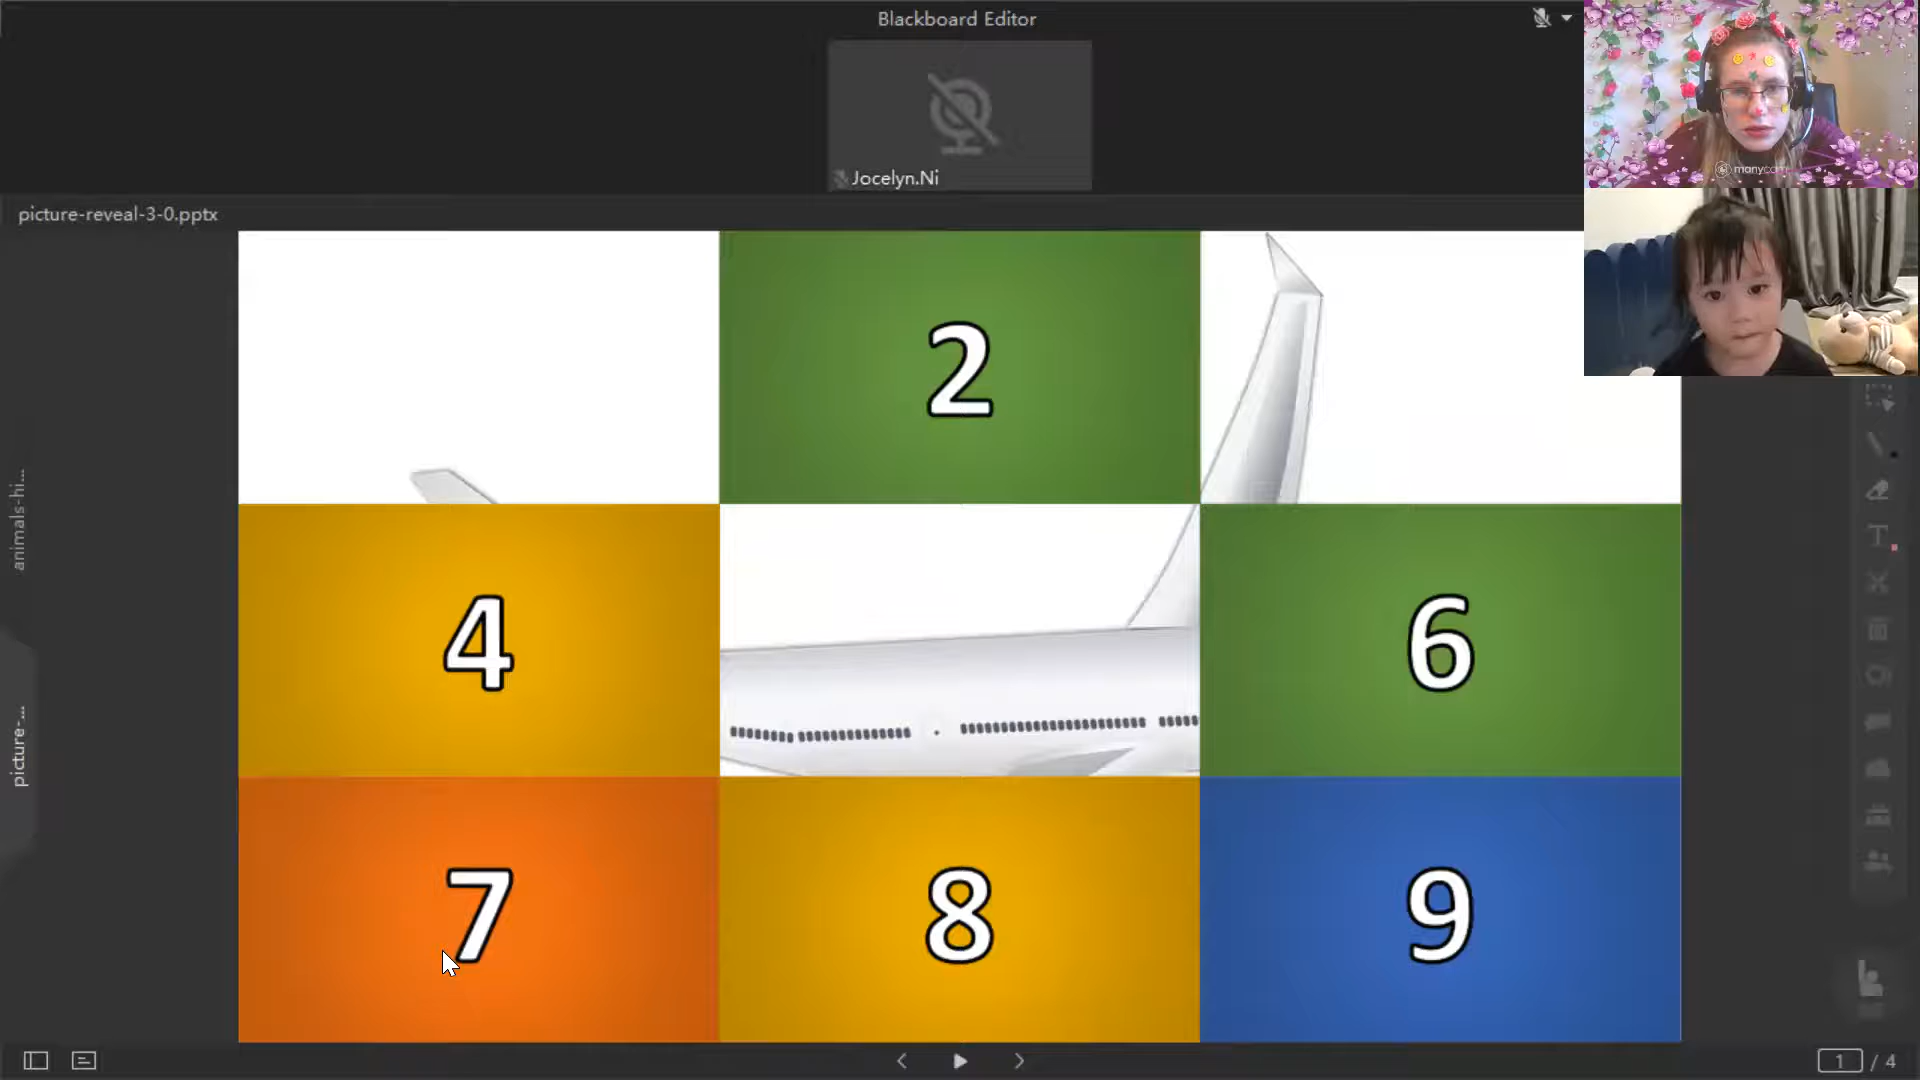 Blackboard Editor
Jocelyn.Ni
manycam
picture-reveal-3-0.pptx
2
4
6
7
8
9
animals-hi...
picture-...
T
1 / 4